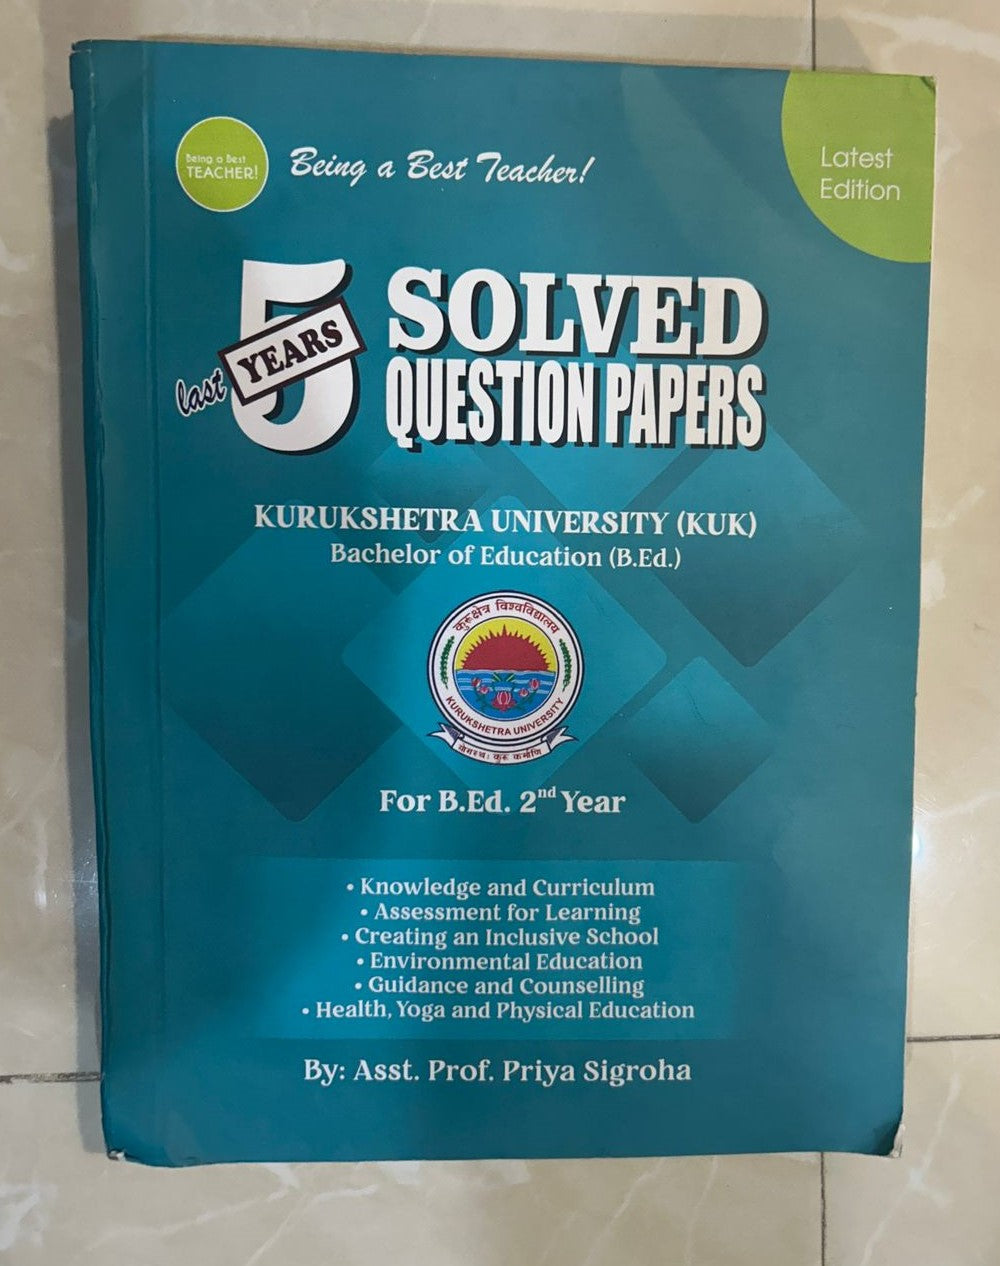 Being a Best
TEACHER!
Being a Best Teacher!
Latest
Edition
last 5 YEARS
SOLVED
QUESTION PAPERS
KURUKSHETRA UNIVERSITY (KUK)
Bachelor of Education (B.Ed.)
कुरुक्षेत्र विश्वविद्यालय
KURUKSHETRA UNIVERSITY
योगस्थः कुरु कर्माणि
For B.Ed. 2nd Year
• Knowledge and Curriculum
• Assessment for Learning
• Creating an Inclusive School
• Environmental Education
• Guidance and Counselling
• Health, Yoga and Physical Education
By: Asst. Prof. Priya Sigroha